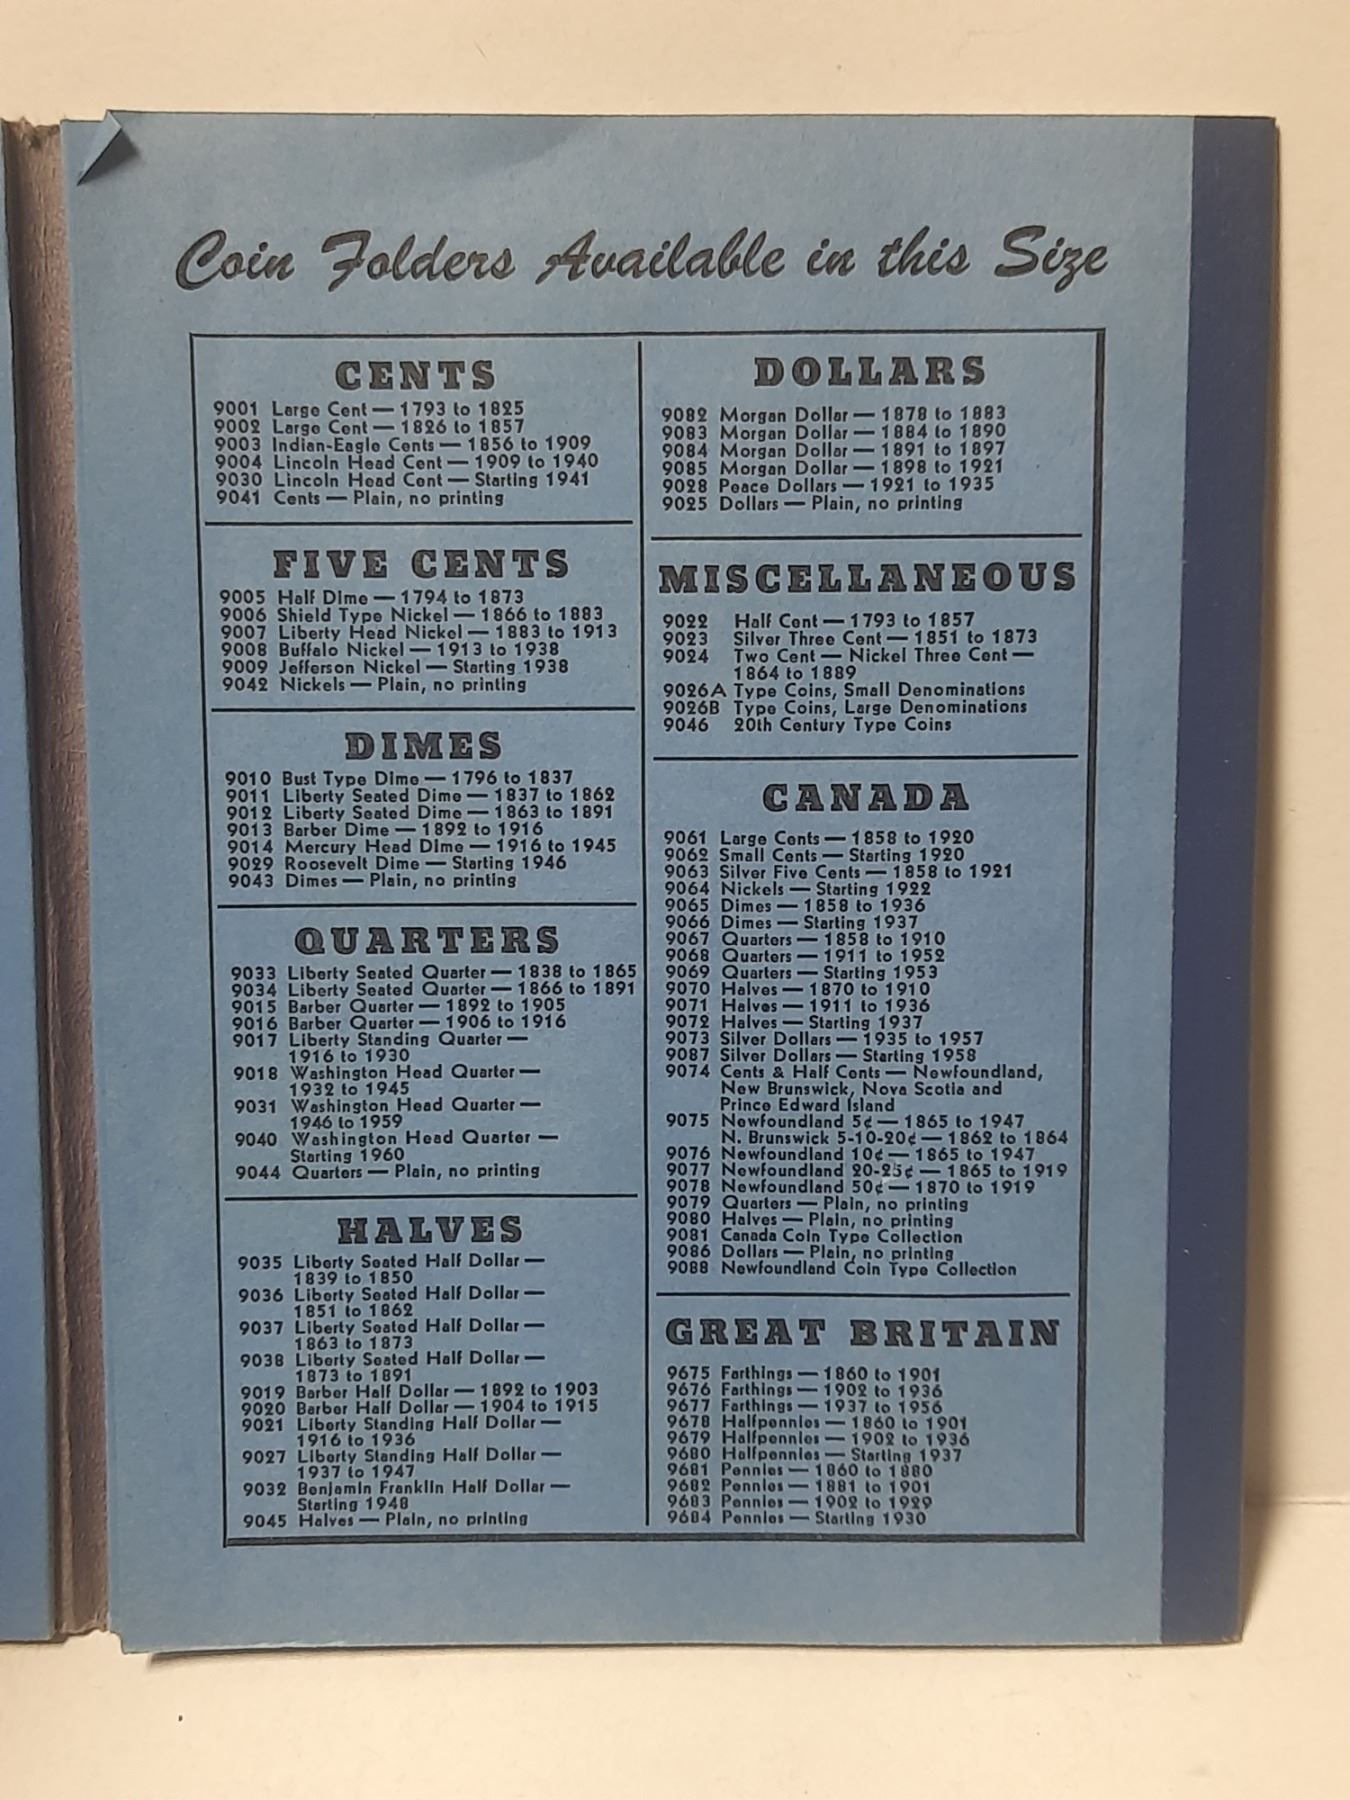 Coin Folders Available in this Size
CENTS
9001 Large Cent — 1793 to 1825
9002 Large Cent — 1826 to 1857
9003 Indian-Eagle Cents — 1856 to 1909
9004 Lincoln Head Cent — 1909 to 1940
9030 Lincoln Head Cent — Starting 1941
9041 Cents — Plain, no printing
FIVE CENTS
9005 Half Dime — 1794 to 1873
9006 Shield Type Nickel — 1866 to 1883
9007 Liberty Head Nickel — 1883 to 1913
9008 Buffalo Nickel — 1913 to 1938
9009 Jefferson Nickel — Starting 1938
9042 Nickels — Plain, no printing
DIMES
9010 Bust Type Dime — 1796 to 1837
9011 Liberty Seated Dime — 1837 to 1862
9012 Liberty Seated Dime — 1863 to 1891
9013 Barber Dime — 1892 to 1916
9014 Mercury Head Dime — 1916 to 1945
9029 Roosevelt Dime — Starting 1946
9043 Dimes — Plain, no printing
QUARTERS
9033 Liberty Seated Quarter — 1838 to 1865
9034 Liberty Seated Quarter — 1866 to 1891
9015 Barber Quarter — 1892 to 1905
9016 Barber Quarter — 1906 to 1916
9017 Liberty Standing Quarter —
1916 to 1930
9018 Washington Head Quarter —
1932 to 1945
9031 Washington Head Quarter —
1946 to 1959
9040 Washington Head Quarter —
Starting 1960
9044 Quarters — Plain, no printing
HALVES
9035 Liberty Seated Half Dollar —
1839 to 1850
9036 Liberty Seated Half Dollar —
1851 to 1862
9037 Liberty Seated Half Dollar —
1863 to 1873
9038 Liberty Seated Half Dollar —
1873 to 1891
9019 Barber Half Dollar — 1892 to 1903
9020 Barber Half Dollar — 1904 to 1915
9021 Liberty Standing Half Dollar —
1916 to 1936
9027 Liberty Standing Half Dollar —
1937 to 1947
9032 Benjamin Franklin Half Dollar —
Starting 1948
9045 Halves — Plain, no printing
DOLLARS
9082 Morgan Dollar — 1878 to 1883
9083 Morgan Dollar — 1884 to 1890
9084 Morgan Dollar — 1891 to 1897
9085 Morgan Dollar — 1898 to 1921
9028 Peace Dollars — 1921 to 1935
9025 Dollars — Plain, no printing
MISCELLANEOUS
9022 Half Cent — 1793 to 1857
9023 Silver Three Cent — 1851 to 1873
9024 Two Cent — Nickel Three Cent —
1864 to 1889
9026A Type Coins, Small Denominations
9026B Type Coins, Large Denominations
9046 20th Century Type Coins
CANADA
9061 Large Cents — 1858 to 1920
9062 Small Cents — Starting 1920
9063 Silver Five Cents — 1858 to 1921
9064 Nickels — Starting 1922
9065 Dimes — 1858 to 1936
9066 Dimes — Starting 1937
9067 Quarters — 1858 to 1910
9068 Quarters — 1911 to 1952
9069 Quarters — Starting 1953
9070 Halves — 1870 to 1910
9071 Halves — 1911 to 1936
9072 Halves — Starting 1937
9073 Silver Dollars — 1935 to 1957
9087 Silver Dollars — Starting 1958
9074 Cents & Half Cents — Newfoundland,
New Brunswick, Nova Scotia and
Prince Edward Island
9075 Newfoundland 5¢ — 1865 to 1947
N. Brunswick 5-10-20¢ — 1862 to 1864
9076 Newfoundland 10¢ — 1865 to 1947
9077 Newfoundland 20-25¢ — 1865 to 1919
9078 Newfoundland 50¢ — 1870 to 1919
9079 Quarters — Plain, no printing
9080 Halves — Plain, no printing
9081 Canada Coin Type Collection
9086 Dollars — Plain, no printing
9088 Newfoundland Coin Type Collection
GREAT BRITAIN
9675 Farthings — 1860 to 1901
9676 Farthings — 1902 to 1936
9677 Farthings — 1937 to 1956
9678 Halfpennies — 1860 to 1901
9679 Halfpennies — 1902 to 1936
9680 Halfpennies — Starting 1937
9681 Pennies — 1860 to 1880
9682 Pennies — 1881 to 1901
9683 Pennies — 1902 to 1929
9684 Pennies — Starting 1930